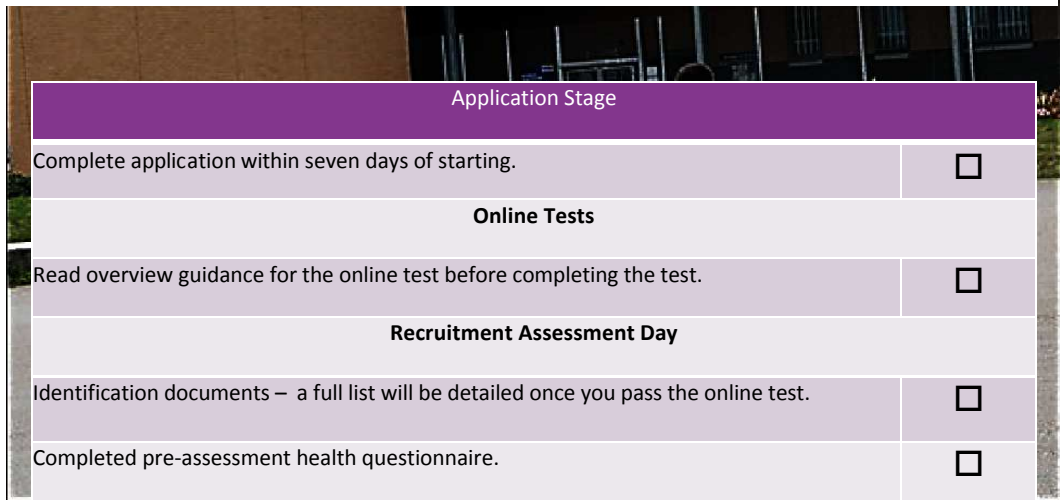 Application Stage
Complete application within seven days of starting.
Online Tests
Read overview guidance for the online test before completing the test.
Recruitment Assessment Day
Identification documents – a full list will be detailed once you pass the online test.
Completed pre-assessment health questionnaire.